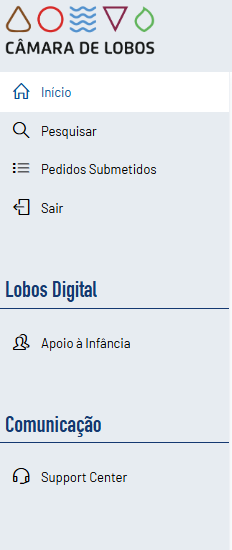 CÂMARA DE LOBOS
Início
Pesquisar
Pedidos Submetidos
Sair
Lobos Digital
Apoio à Infância
Comunicação
Support Center